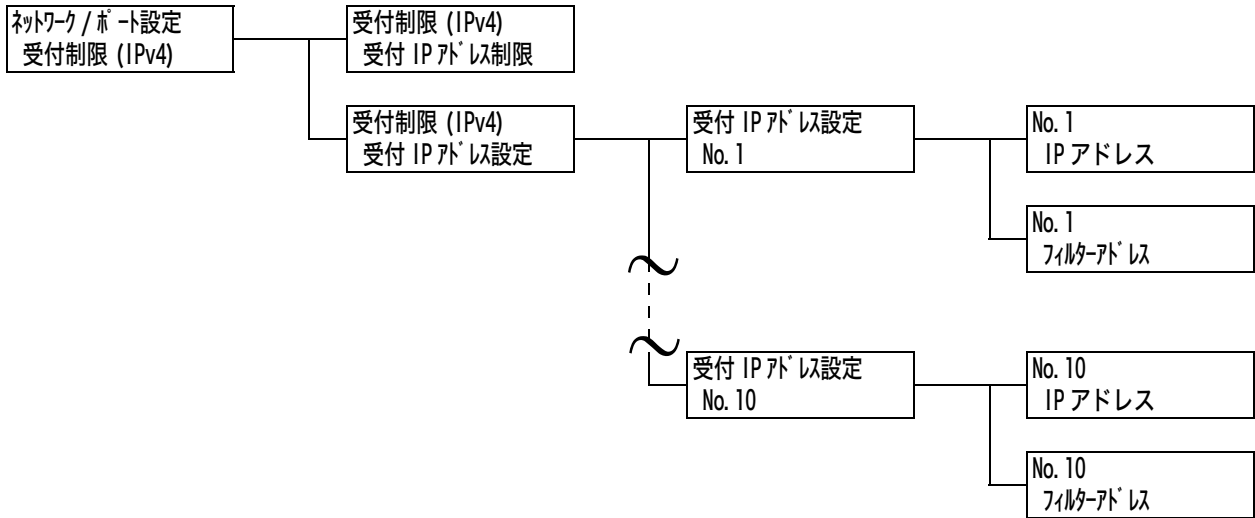 ﾈｯﾄﾜｰｸ / ﾎﾟｰﾄ設定
受付制限 (IPv4)
受付制限 (IPv4)
受付 IP ｱﾄﾞﾚｽ制限
受付制限 (IPv4)
受付 IP ｱﾄﾞﾚｽ設定
受付 IP ｱﾄﾞﾚｽ設定
No. 1
No. 1
IP アドレス
No. 1
ﾌｨﾙﾀｰｱﾄﾞﾚｽ
受付 IP ｱﾄﾞﾚｽ設定
No. 10
No. 10
IP アドレス
No. 10
ﾌｨﾙﾀｰｱﾄﾞﾚｽ